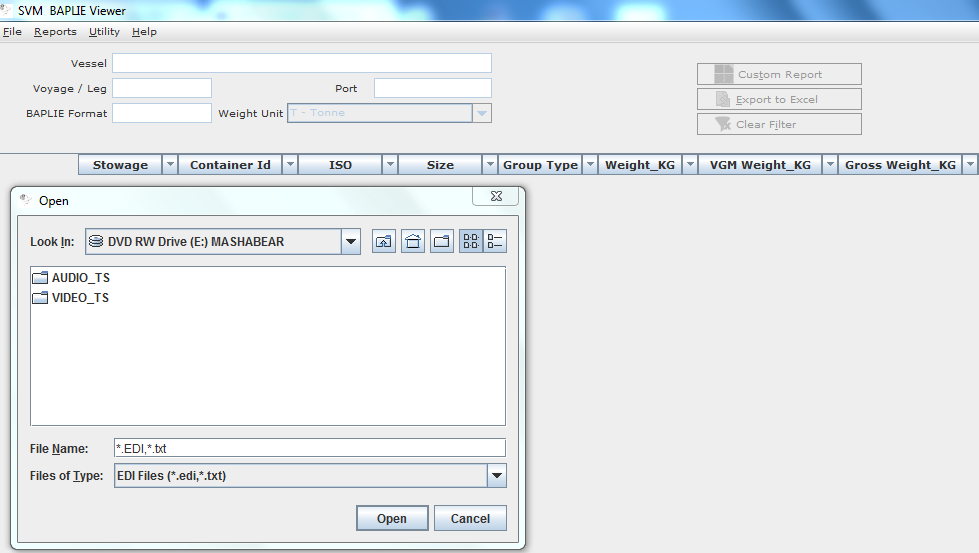 SVM  BAPLIE Viewer
File Reports Utility Help
Vessel
Voyage / Leg Port
BAPLIE Format Weight Unit T - Tonne
Custom Report
Export to Excel
Clear Filter
Stowage Container Id ISO Size Group Type Weight_KG VGM Weight_KG Gross Weight_KG
Open
Look In: DVD RW Drive (E:) MASHABEAR
AUDIO_TS
VIDEO_TS
File Name: *.EDI,*.txt
Files of Type: EDI Files (*.edi,*.txt)
Open Cancel